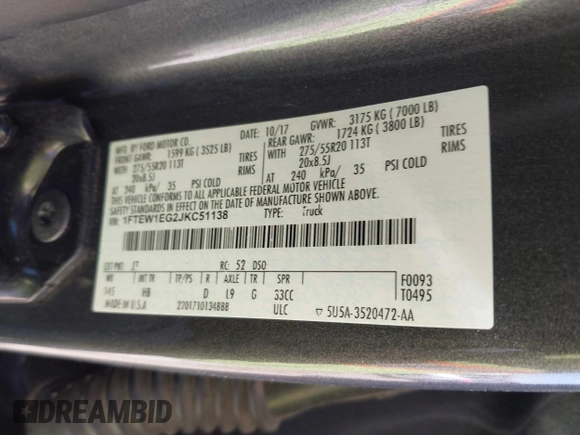 MFD. BY FORD MOTOR CO.
10/17
GVWR: 3175 KG ( 7000 LB)
FRONT GAWR: 1599 KG ( 3525 LB)
REAR GAWR: 1724 KG ( 3800 LB)
WITH 275/55R20 113T TIRES
WITH 275/55R20 113T TIRES
20x8.5J RIMS
20x8.5J RIMS
AT 240 kPa/ 35 PSI COLD
AT 240 kPa/ 35 PSI COLD
THIS VEHICLE CONFORMS TO ALL APPLICABLE FEDERAL MOTOR VEHICLE
SAFETY STANDARDS IN EFFECT ON THE DATE OF MANUFACTURE SHOWN ABOVE.
VIN: 1FTEW1EG2JKC51138
TYPE: Truck
EXT PNT: J7 RC: 52 DSO:
WB INT TR TP/PS R AXLE TR SPR
145 HB D L9 G 33CC
F0093
T0495
MADE IN U.S.A
2201710134888 ULC
5U5A-3520472-AA
DREAMBID